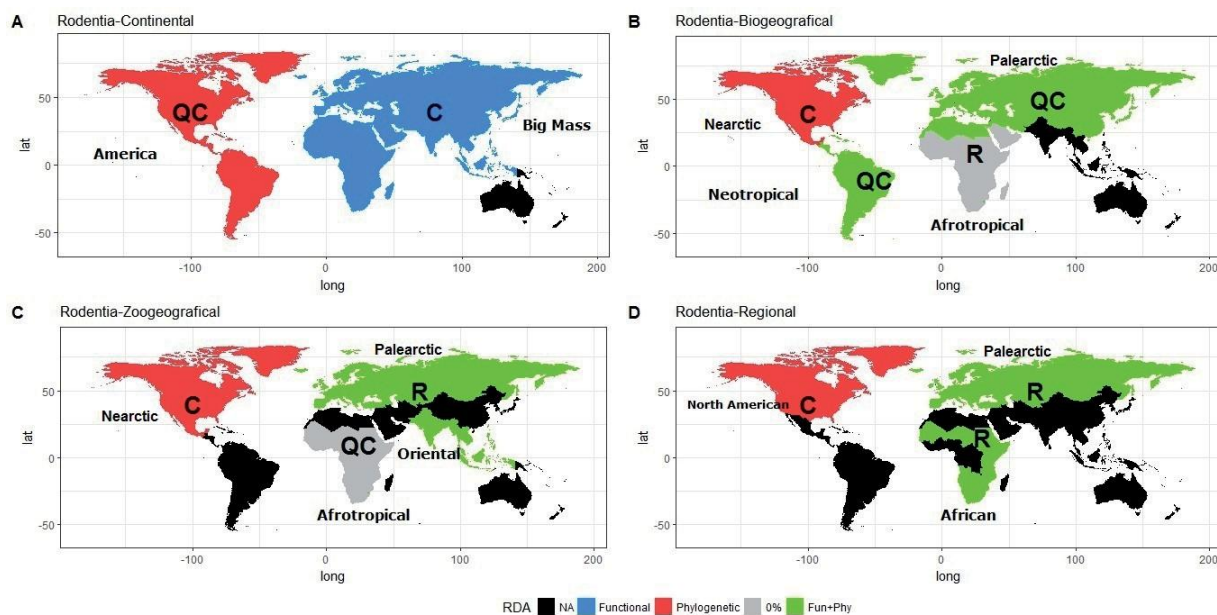 A Rodentia-Continental
50
0
-50
lat
QC
C
America
Big Mass
-100 0 100 200
long
B Rodentia-Biogeografical
50
0
-50
lat
Palearctic
QC
C
Nearctic
R
QC
Neotropical
Afrotropical
-100 0 100 200
long
C Rodentia-Zoogeografical
50
0
-50
lat
Palearctic
R
C
Nearctic
QC
Oriental
Afrotropical
-100 0 100 200
long
D Rodentia-Regional
50
0
-50
lat
Palearctic
R
North American C
R
African
-100 0 100 200
long
RDA NA Functional Phylogenetic 0% Fun+Phy